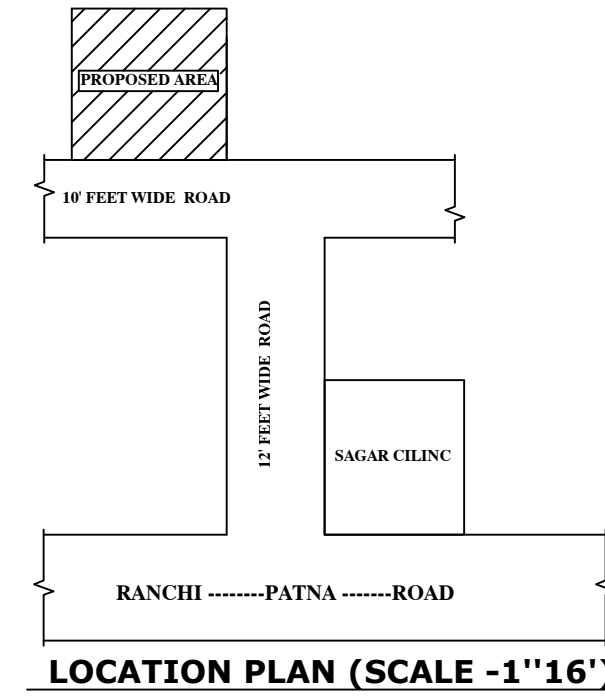 PROPOSED AREA
10' FEET WIDE ROAD
12' FEET WIDE ROAD
SAGAR CILINC
RANCHI --------PATNA -------ROAD
LOCATION PLAN (SCALE -1''16')